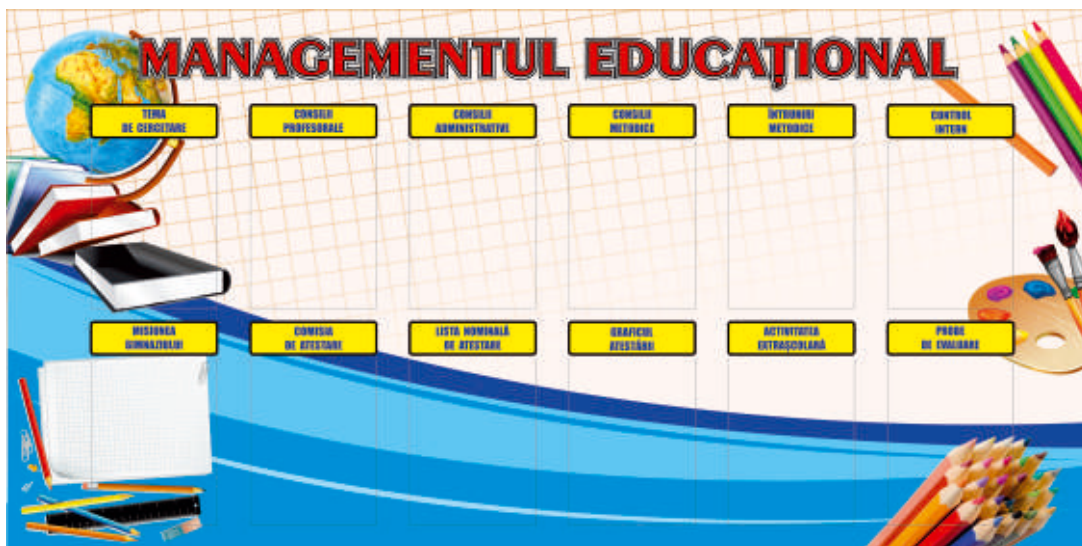 MANAGEMENTUL EDUCAȚIONAL
TEMA
DE CERCETARE
CONSILII
PROFESORALE
CONSILII
ADMINISTRATIVE
CONSILII
METODICE
ÎNTRUNIRI
METODICE
CONTROL
INTERN
MISIUNEA
GIMNAZIULUI
COMISIA
DE ATESTARE
LISTA NOMINALĂ
DE ATESTARE
GRAFICUL
ATESTĂRII
ACTIVITATEA
EXTRAȘCOLARĂ
PROBE
DE EVALUARE